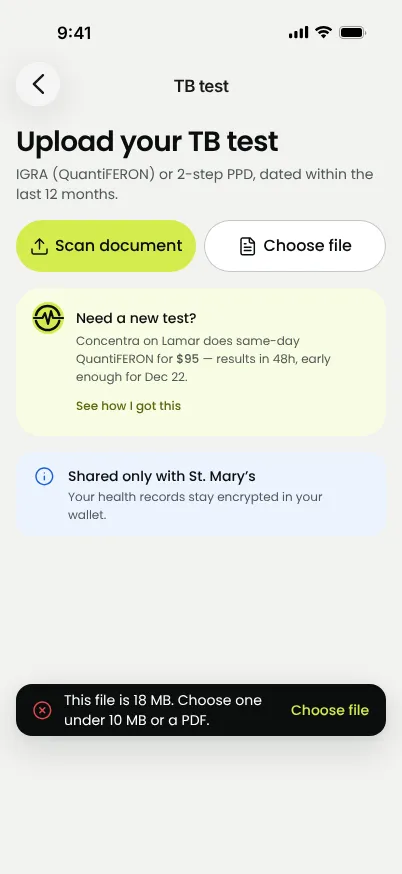 9:41
TB test
Upload your TB test
IGRA (QuantiFERON) or 2-step PPD, dated within the
last 12 months.
Scan document
Choose file
Need a new test?
Concentra on Lamar does same-day
QuantiFERON for $95 — results in 48h, early
enough for Dec 22.
See how I got this
Shared only with St. Mary’s
Your health records stay encrypted in your
wallet.
This file is 18 MB. Choose one
under 10 MB or a PDF.
Choose file